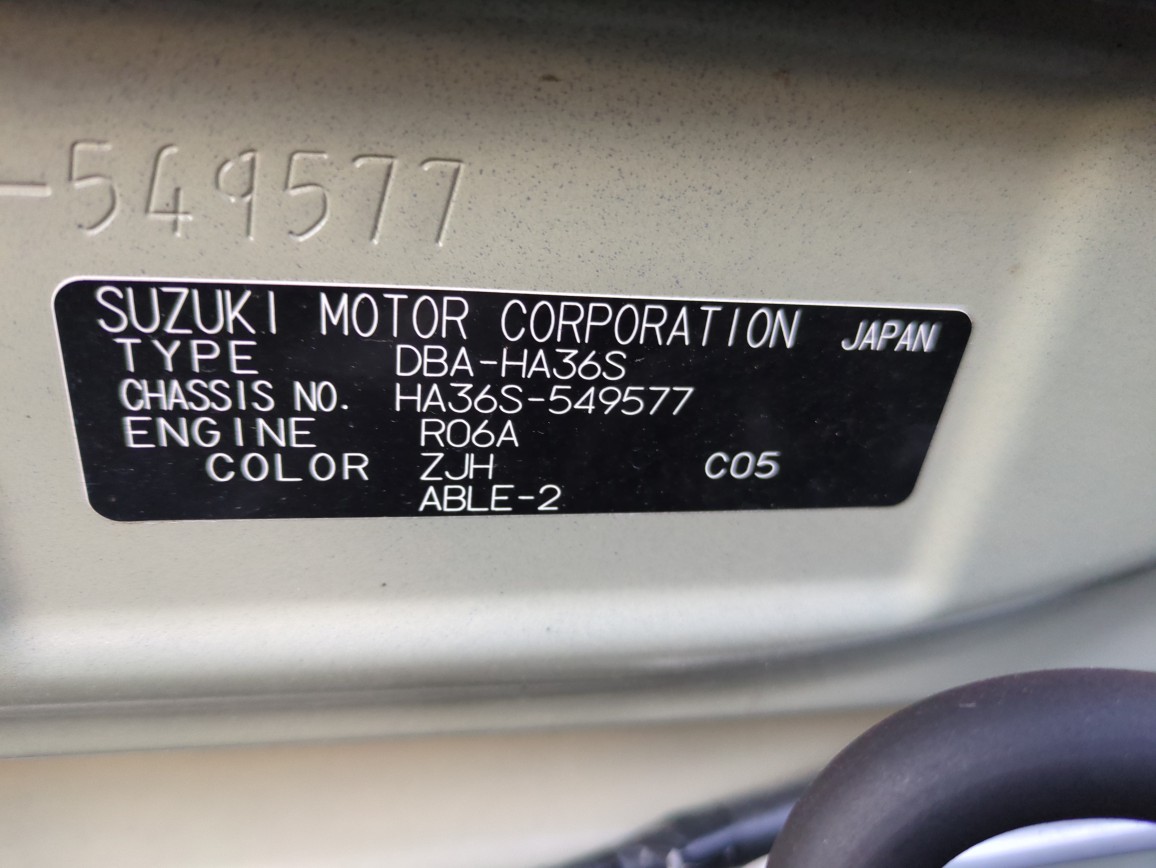 -549577
SUZUKI MOTOR CORPORATION JAPAN
TYPE DBA-HA36S
CHASSIS NO. HA36S-549577
ENGINE R06A
COLOR ZJH C05
ABLE-2